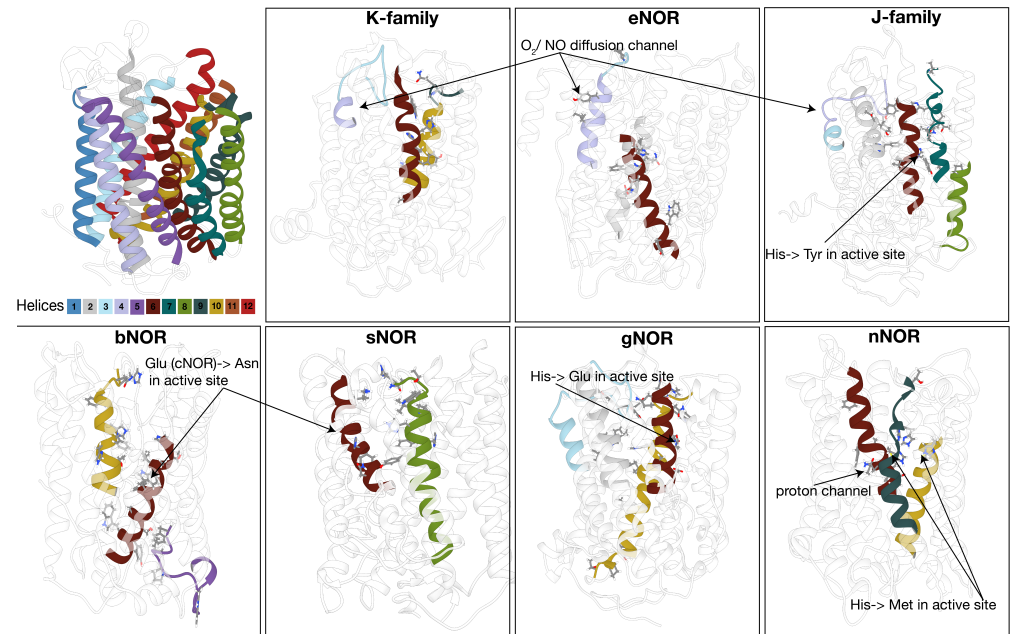 K-family
eNOR
J-family
O2/ NO diffusion channel
His-> Tyr in active site
Helices 1 2 3 4 5 6 7 8 9 10 11 12
bNOR
sNOR
gNOR
nNOR
Glu (cNOR)-> Asn
in active site
His-> Glu in active site
proton channel
His-> Met in active site